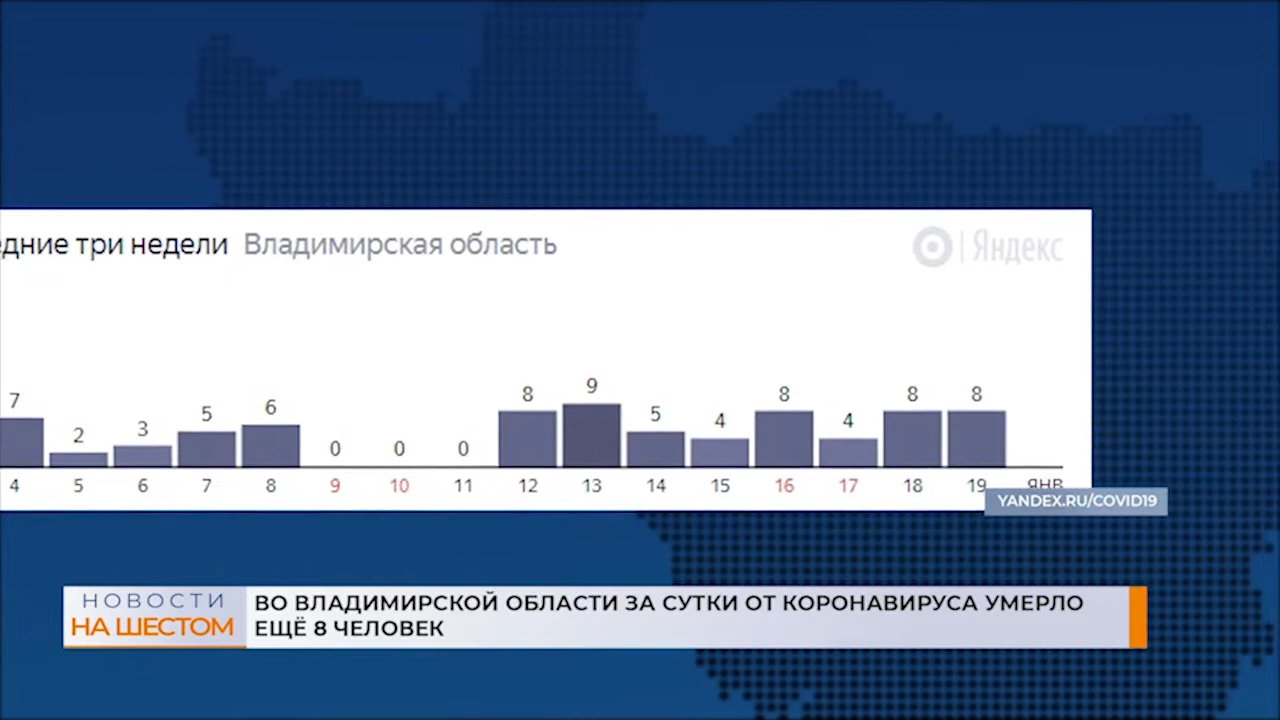 едние три недели Владимирская область
Яндекс
7 2 3 5 6 0 0 0 8 9 5 4 8 4 8 8
4 5 6 7 8 9 10 11 12 13 14 15 16 17 18 19 янв
YANDEX.RU/COVID19
НОВОСТИ
НА ШЕСТОМ
ВО ВЛАДИМИРСКОЙ ОБЛАСТИ ЗА СУТКИ ОТ КОРОНАВИРУСА УМЕРЛО
ЕЩЁ 8 ЧЕЛОВЕК